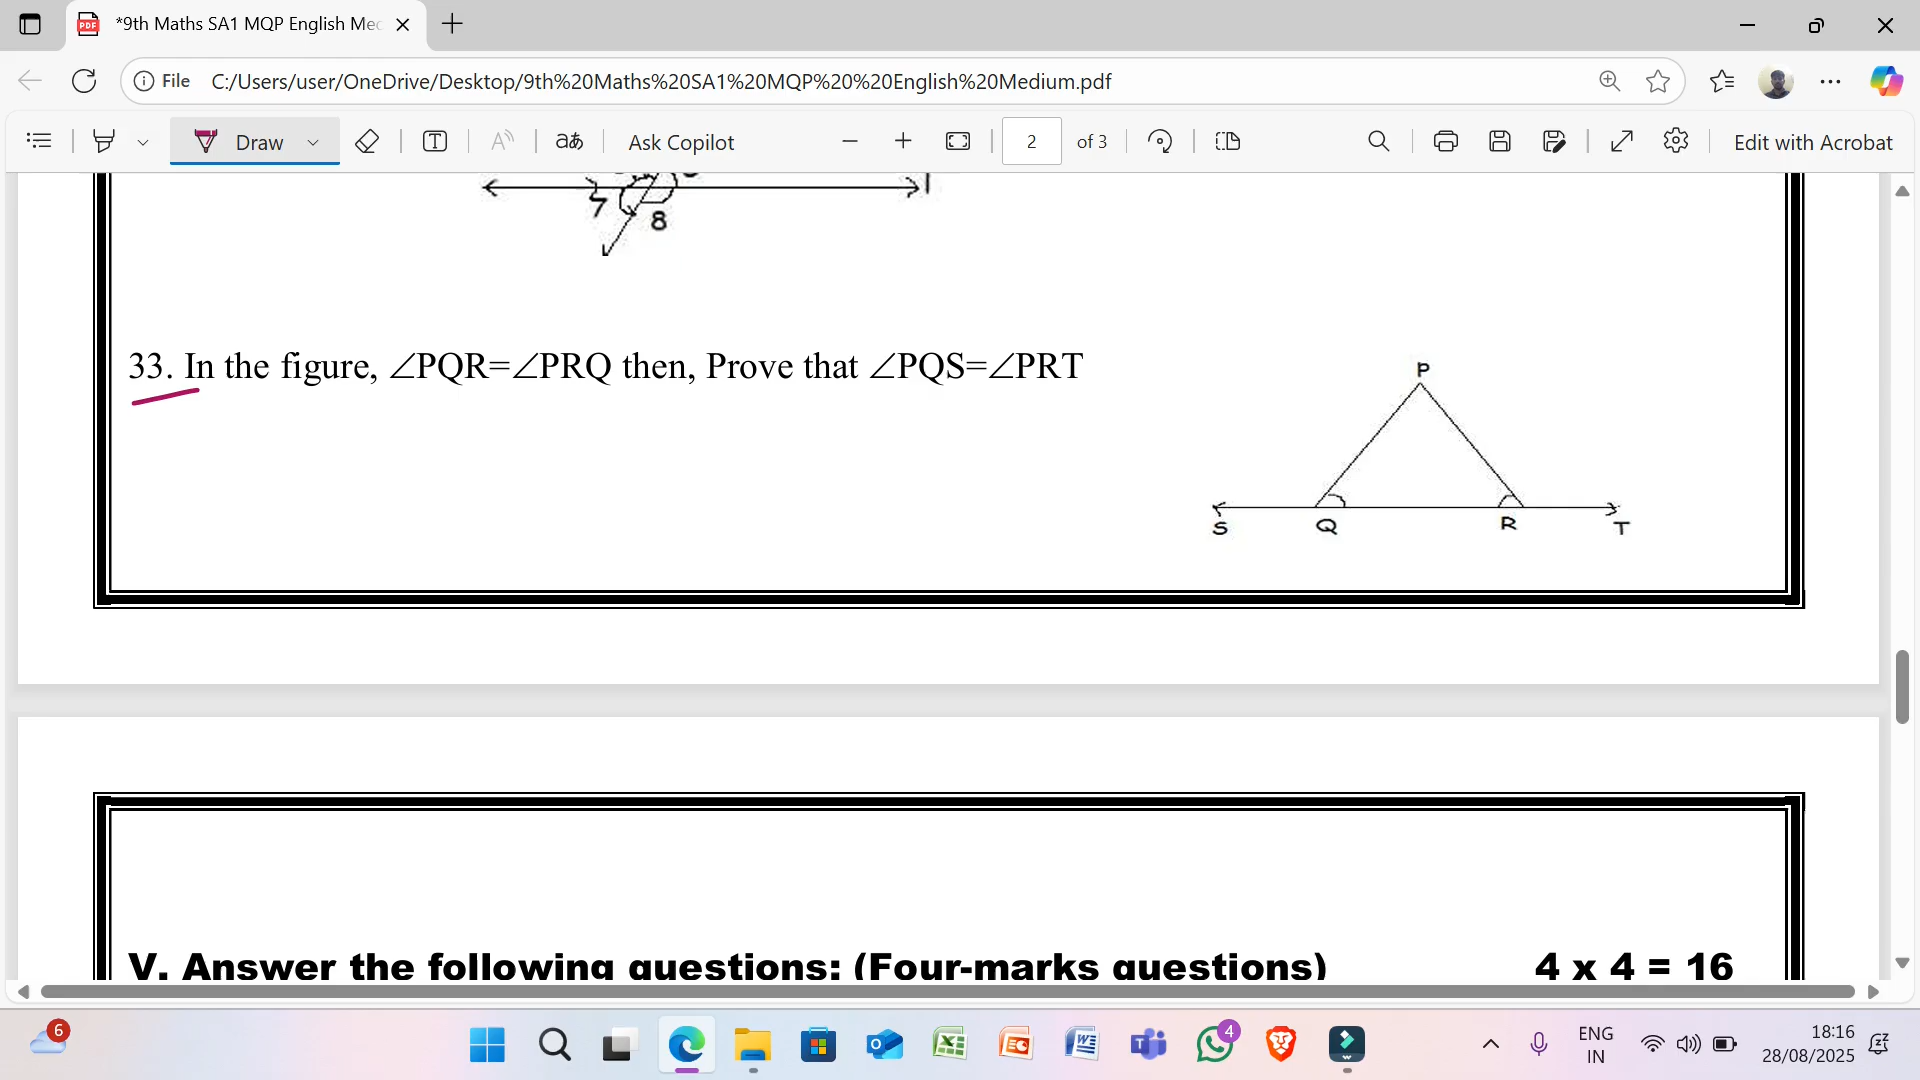 *9th Maths SA1 MQP English Med
File C:/Users/user/OneDrive/Desktop/9th%20Maths%20SA1%20MQP%20%20English%20Medium.pdf
Draw aあ Ask Copilot 2 of 3 Edit with Acrobat
l
7
8
33. In the figure, ∠PQR=∠PRQ then, Prove that ∠PQS=∠PRT
P
S Q R T
V. Answer the following questions: (Four-marks questions) 4 x 4 = 16
6
4
ENG
IN
18:16
28/08/2025